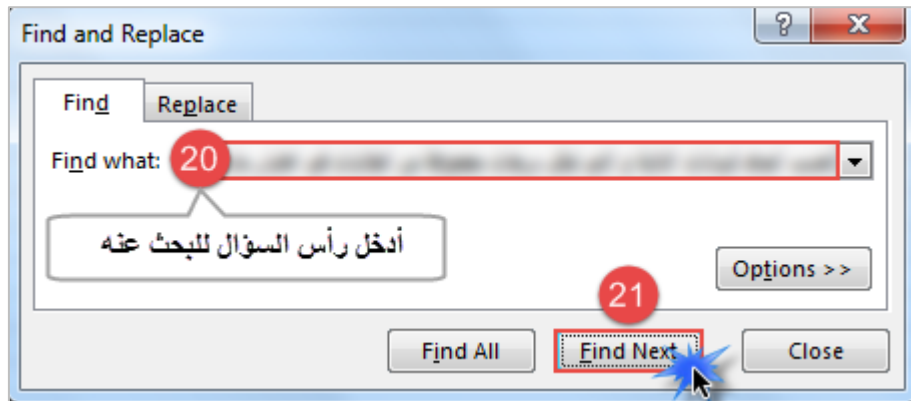 Find and Replace
Find Replace
Find what: 20
أدخل رأس السؤال للبحث عنه
Options >>
21
Find All Find Next Close